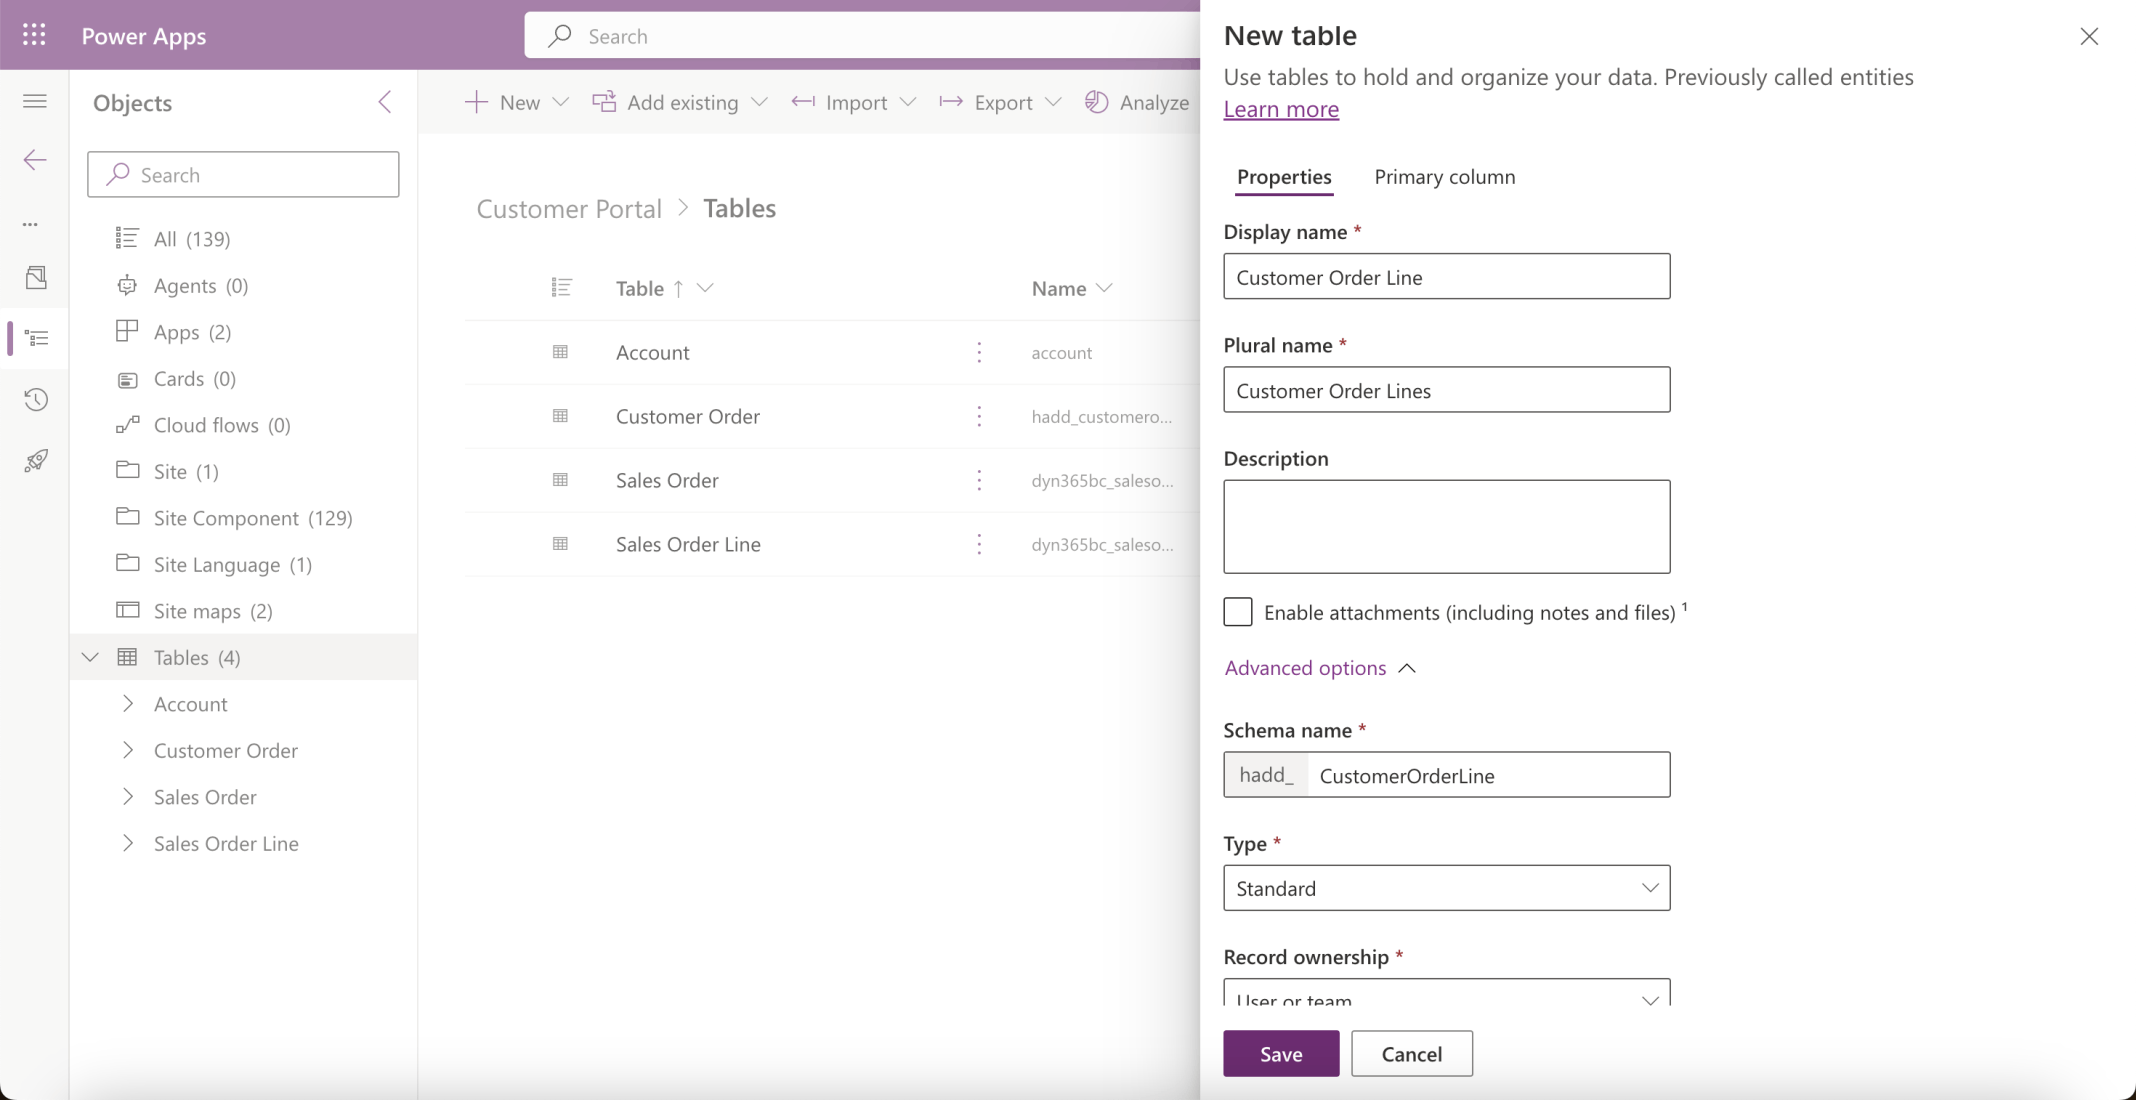 Power Apps
Search
Objects
Search
All (139)
Agents (0)
Apps (2)
Cards (0)
Cloud flows (0)
Site (1)
Site Component (129)
Site Language (1)
Site maps (2)
Tables (4)
Account
Customer Order
Sales Order
Sales Order Line
New
Add existing
Import
Export
Analyze
Customer Portal > Tables
Table ↑ Name
Account account
Customer Order hadd_customero...
Sales Order dyn365bc_saleso...
Sales Order Line dyn365bc_saleso...
New table
Use tables to hold and organize your data. Previously called entities
Learn more
Properties Primary column
Display name *
Customer Order Line
Plural name *
Customer Order Lines
Description
Enable attachments (including notes and files) ¹
Advanced options
Schema name *
hadd_ CustomerOrderLine
Type *
Standard
Record ownership *
User or team
Save Cancel